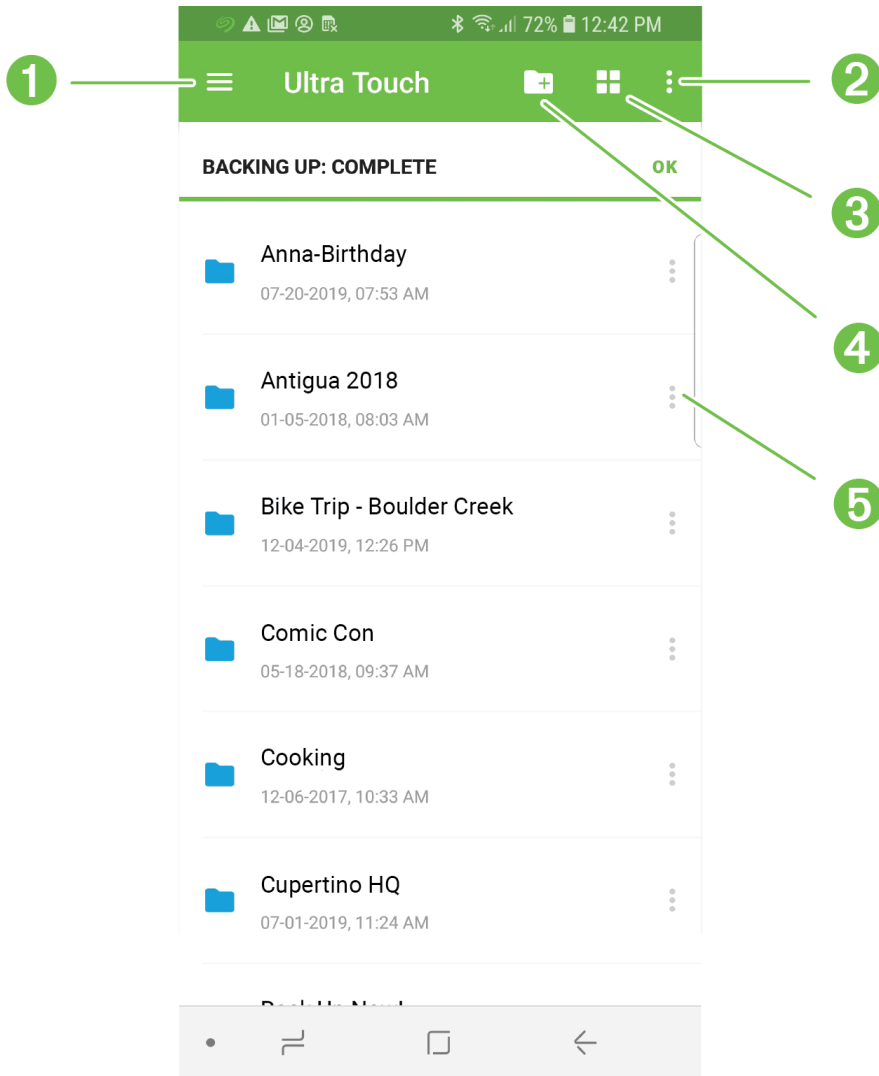 72% 12:42 PM
1
Ultra Touch
2
BACKING UP: COMPLETE
OK
3
Anna-Birthday
07-20-2019, 07:53 AM
4
Antigua 2018
01-05-2018, 08:03 AM
5
Bike Trip - Boulder Creek
12-04-2019, 12:26 PM
Comic Con
05-18-2018, 09:37 AM
Cooking
12-06-2017, 10:33 AM
Cupertino HQ
07-01-2019, 11:24 AM